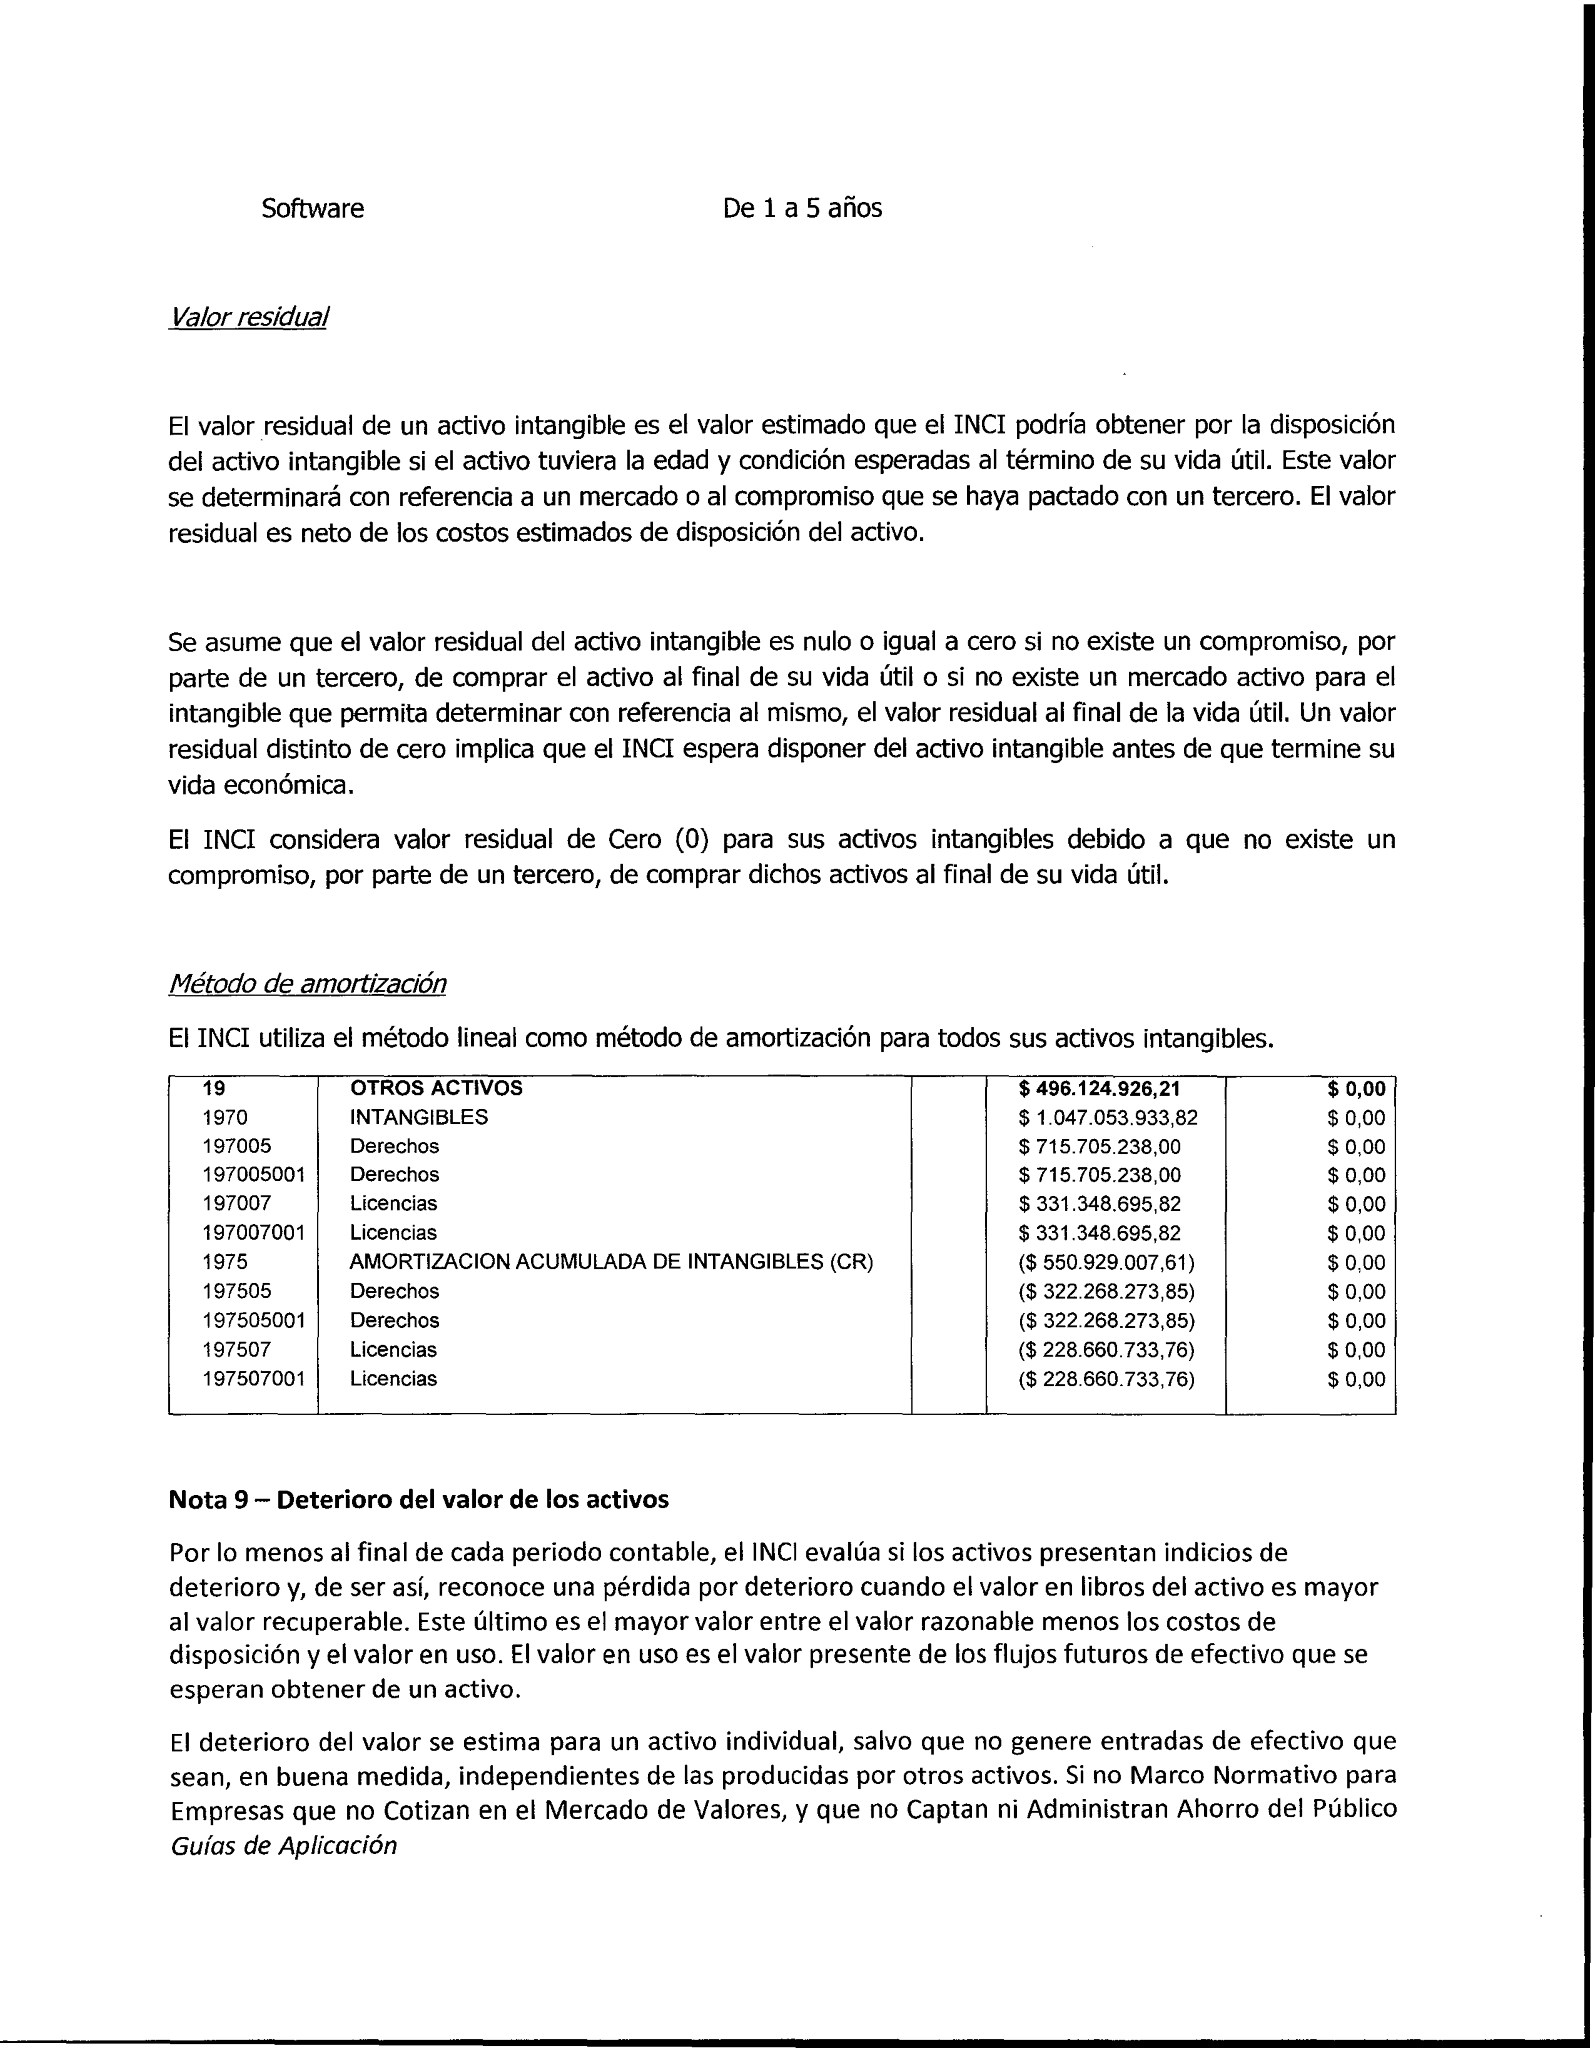 Software De 1 a 5 años
Valor residual
El valor residual de un activo intangible es el valor estimado que el INCI podría obtener por la disposición
del activo intangible si el activo tuviera la edad y condición esperadas al término de su vida útil. Este valor
se determinará con referencia a un mercado o al compromiso que se haya pactado con un tercero. El valor
residual es neto de los costos estimados de disposición del activo.
Se asume que el valor residual del activo intangible es nulo o igual a cero si no existe un compromiso, por
parte de un tercero, de comprar el activo al final de su vida útil o si no existe un mercado activo para el
intangible que permita determinar con referencia al mismo, el valor residual al final de la vida útil. Un valor
residual distinto de cero implica que el INCI espera disponer del activo intangible antes de que termine su
vida económica.
El INCI considera valor residual de Cero (0) para sus activos intangibles debido a que no existe un
compromiso, por parte de un tercero, de comprar dichos activos al final de su vida útil.
Método de amortización
El INCI utiliza el método lineal como método de amortización para todos sus activos intangibles.
19 OTROS ACTIVOS $ 496.124.926,21 $ 0,00
1970 INTANGIBLES $ 1.047.053.933,82 $ 0,00
197005 Derechos $ 715.705.238,00 $ 0,00
197005001 Derechos $ 715.705.238,00 $ 0,00
197007 Licencias $ 331.348.695,82 $ 0,00
197007001 Licencias $ 331.348.695,82 $ 0,00
1975 AMORTIZACION ACUMULADA DE INTANGIBLES (CR) ($ 550.929.007,61) $ 0,00
197505 Derechos ($ 322.268.273,85) $ 0,00
197505001 Derechos ($ 322.268.273,85) $ 0,00
197507 Licencias ($ 228.660.733,76) $ 0,00
197507001 Licencias ($ 228.660.733,76) $ 0,00
Nota 9 – Deterioro del valor de los activos
Por lo menos al final de cada periodo contable, el INCI evalúa si los activos presentan indicios de
deterioro y, de ser así, reconoce una pérdida por deterioro cuando el valor en libros del activo es mayor
al valor recuperable. Este último es el mayor valor entre el valor razonable menos los costos de
disposición y el valor en uso. El valor en uso es el valor presente de los flujos futuros de efectivo que se
esperan obtener de un activo.
El deterioro del valor se estima para un activo individual, salvo que no genere entradas de efectivo que
sean, en buena medida, independientes de las producidas por otros activos. Si no Marco Normativo para
Empresas que no Cotizan en el Mercado de Valores, y que no Captan ni Administran Ahorro del Público
Guías de Aplicación